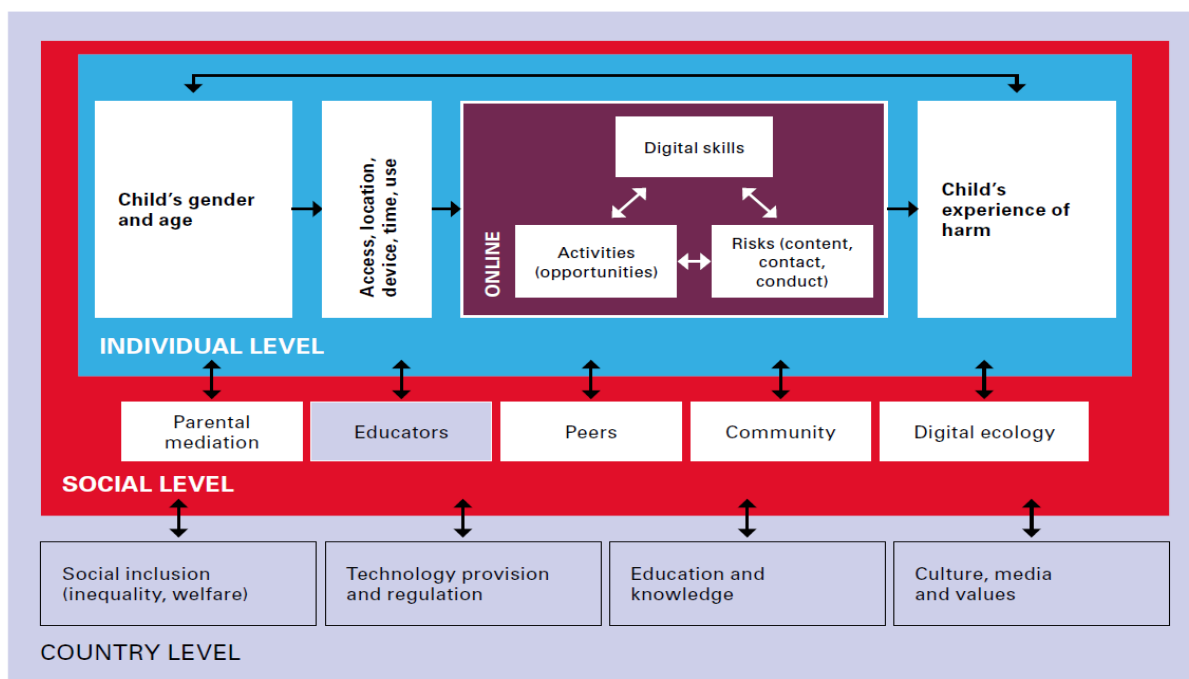 Child's gender
and age
Access, location,
device, time, use
ONLINE
Digital skills
Activities
(opportunities)
Risks (content,
contact,
conduct)
Child's
experience of
harm
INDIVIDUAL LEVEL
Parental
mediation
Educators
Peers
Community
Digital ecology
SOCIAL LEVEL
Social inclusion
(inequality, welfare)
Technology provision
and regulation
Education and
knowledge
Culture, media
and values
COUNTRY LEVEL